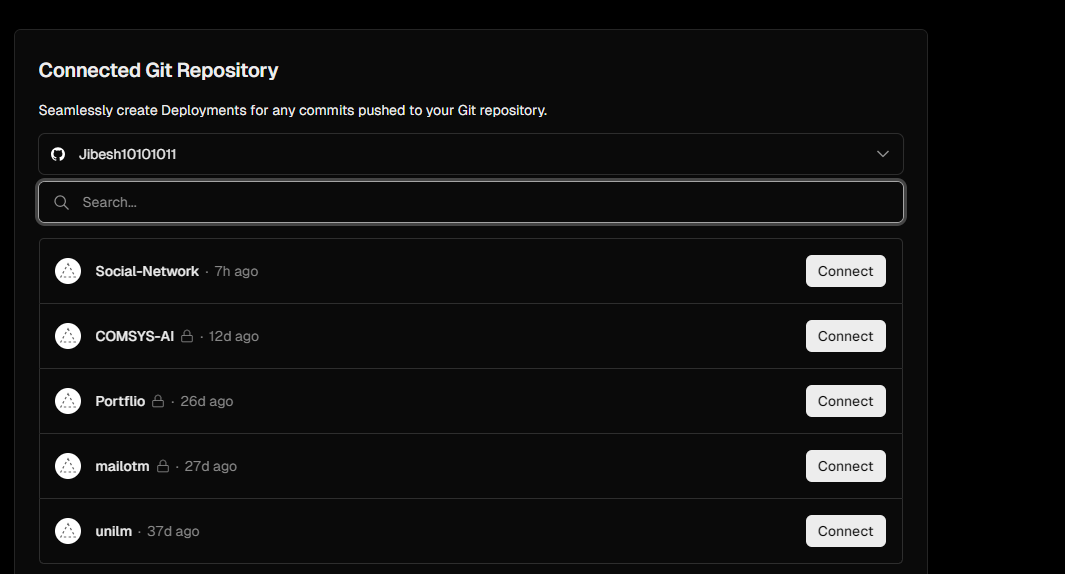 Connected Git Repository
Seamlessly create Deployments for any commits pushed to your Git repository.
Jibesh10101011
Search...
Social-Network · 7h ago Connect
COMSYS-AI · 12d ago Connect
Portflio · 26d ago Connect
mailotm · 27d ago Connect
unilm · 37d ago Connect